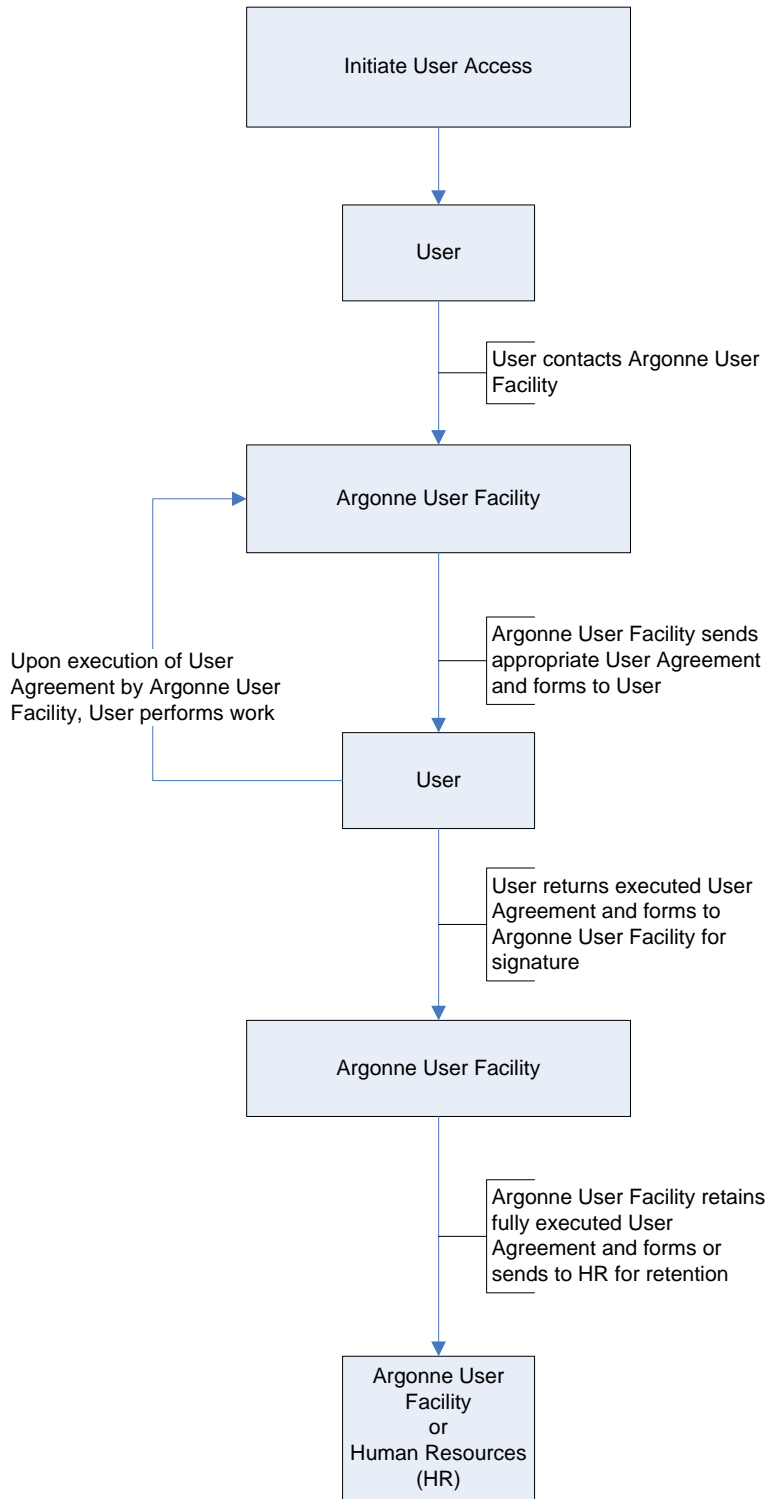 Initiate User Access
User
User contacts Argonne User
Facility
Argonne User Facility
Argonne User Facility sends
appropriate User Agreement
and forms to User
Upon execution of User
Agreement by Argonne User
Facility, User performs work
User
User returns executed User
Agreement and forms to
Argonne User Facility for
signature
Argonne User Facility
Argonne User Facility retains
fully executed User
Agreement and forms or
sends to HR for retention
Argonne User
Facility
or
Human Resources
(HR)